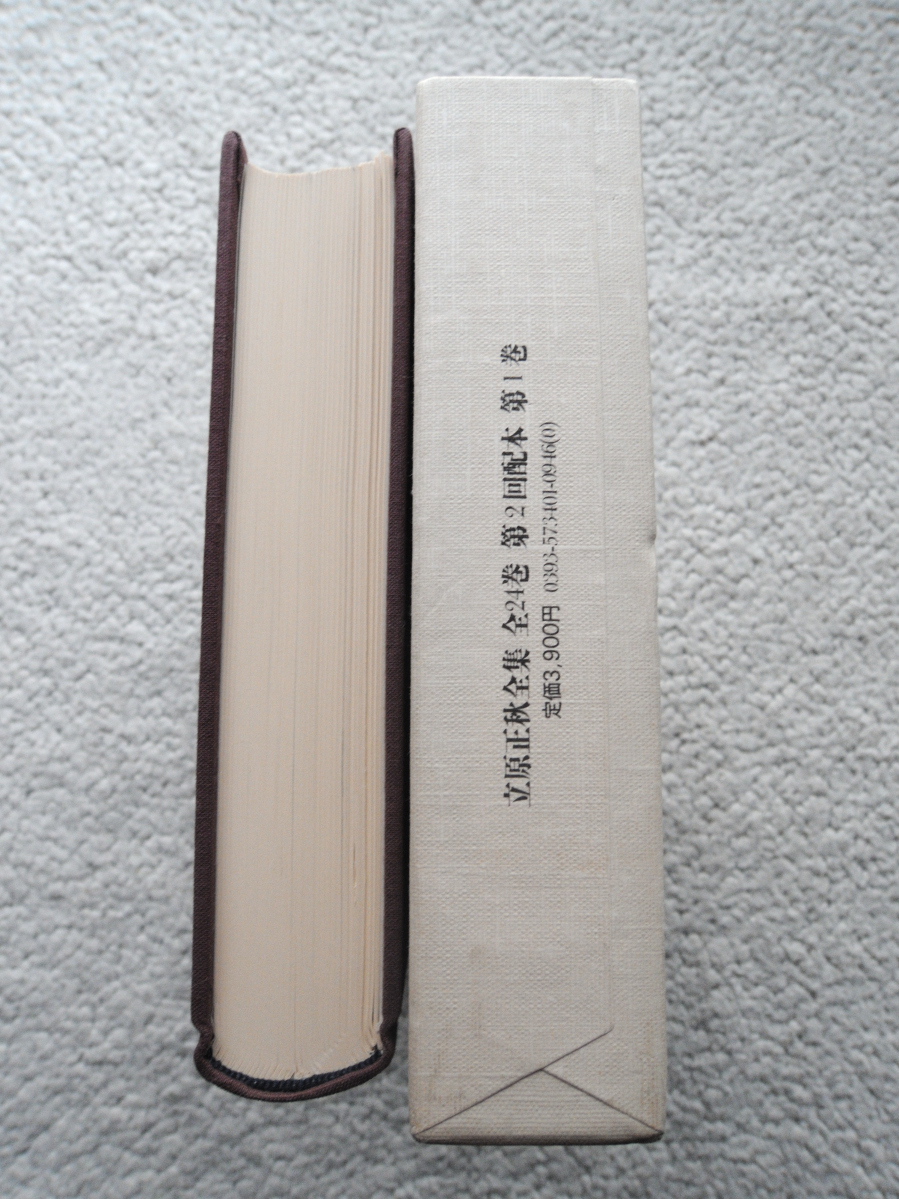 立原正秋全集 全24巻 第2回配本 第1巻
定価3,900円 0393-573401-0946(0)